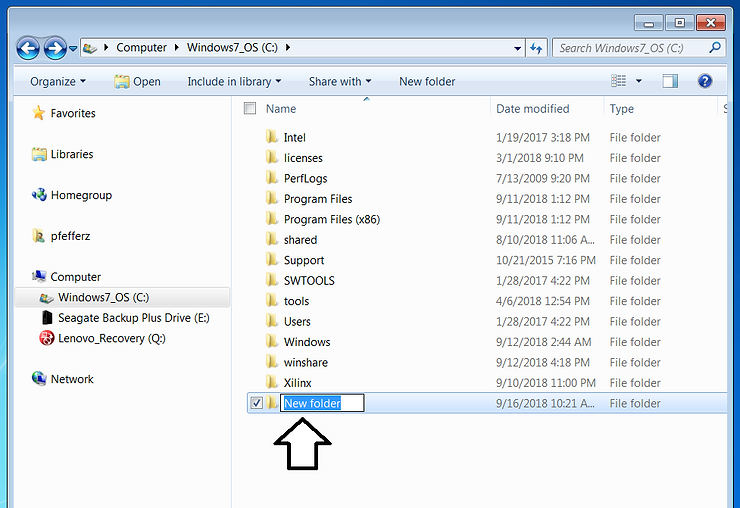 Computer Windows7_OS (C:) Search Windows7_OS (C:)
Organize Open Include in library Share with New folder ?
Favorites
Libraries
Homegroup
pfefferz
Computer
Windows7_OS (C:)
Seagate Backup Plus Drive (E:)
Lenovo_Recovery (Q:)
Network
Name Date modified Type S
Intel 1/19/2017 3:18 PM File folder
licenses 3/1/2018 9:10 PM File folder
PerfLogs 7/13/2009 9:20 PM File folder
Program Files 9/11/2018 1:12 PM File folder
Program Files (x86) 9/11/2018 1:12 PM File folder
shared 8/10/2018 11:06 A... File folder
Support 10/21/2015 7:16 PM File folder
SWTOOLS 1/28/2017 4:22 PM File folder
tools 4/6/2018 12:54 PM File folder
Users 1/28/2017 4:22 PM File folder
Windows 9/12/2018 2:44 AM File folder
winshare 9/12/2018 4:18 PM File folder
Xilinx 9/10/2018 11:00 PM File folder
New folder 9/16/2018 10:21 A... File folder